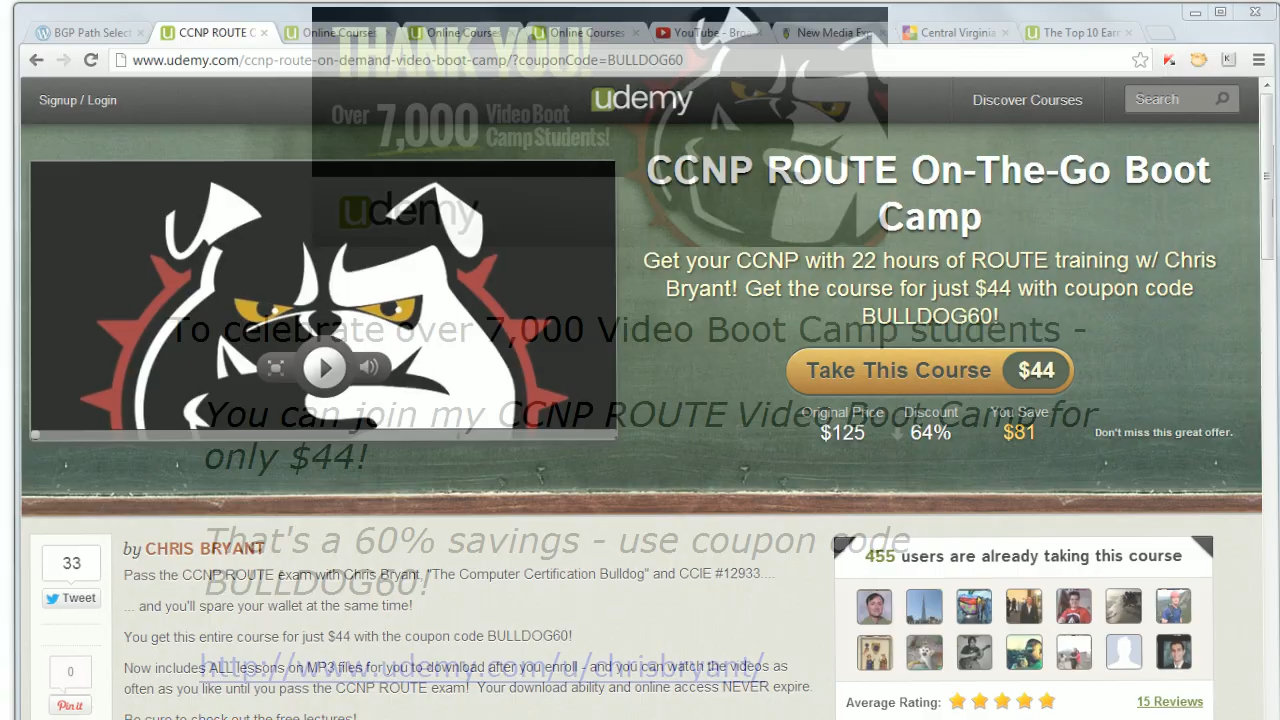 BGP Path Select
CCNP ROUTE C
Online Courses
Online Courses
Online Courses
YouTube - Bro
New Media Exp
Central Virginia
The Top 10 Earn
www.udemy.com/ccnp-route-on-demand-video-boot-camp/?couponCode=BULLDOG60
THANK YOU!
Over 7,000 Video Boot Camp Students!
udemy
Signup / Login
udemy
Discover Courses
Search
CCNP ROUTE On-The-Go Boot
Camp
Get your CCNP with 22 hours of ROUTE training w/ Chris
Bryant! Get the course for just $44 with coupon code
BULLDOG60!
Take This Course $44
Original Price Discount You Save
$125 64% $81 Don't miss this great offer.
To celebrate over 7,000 Video Boot Camp students -
You can join my CCNP ROUTE Video Boot Camp for
only $44!
That's a 60% savings - use coupon code
BULLDOG60!
http://www.udemy.com/u/chrisbryant/
33
Tweet
0
Pin it
by CHRIS BRYANT
Pass the CCNP ROUTE exam with Chris Bryant, "The Computer Certification Bulldog" and CCIE #12933....
... and you'll spare your wallet at the same time!
You get this entire course for just $44 with the coupon code BULLDOG60!
Now includes ALL lessons on MP3 files for you to download after you enroll - and you can watch the videos as
often as you like until you pass the CCNP ROUTE exam! Your download ability and online access NEVER expire.
Be sure to check out the free lectures!
455 users are already taking this course
Average Rating:
15 Reviews